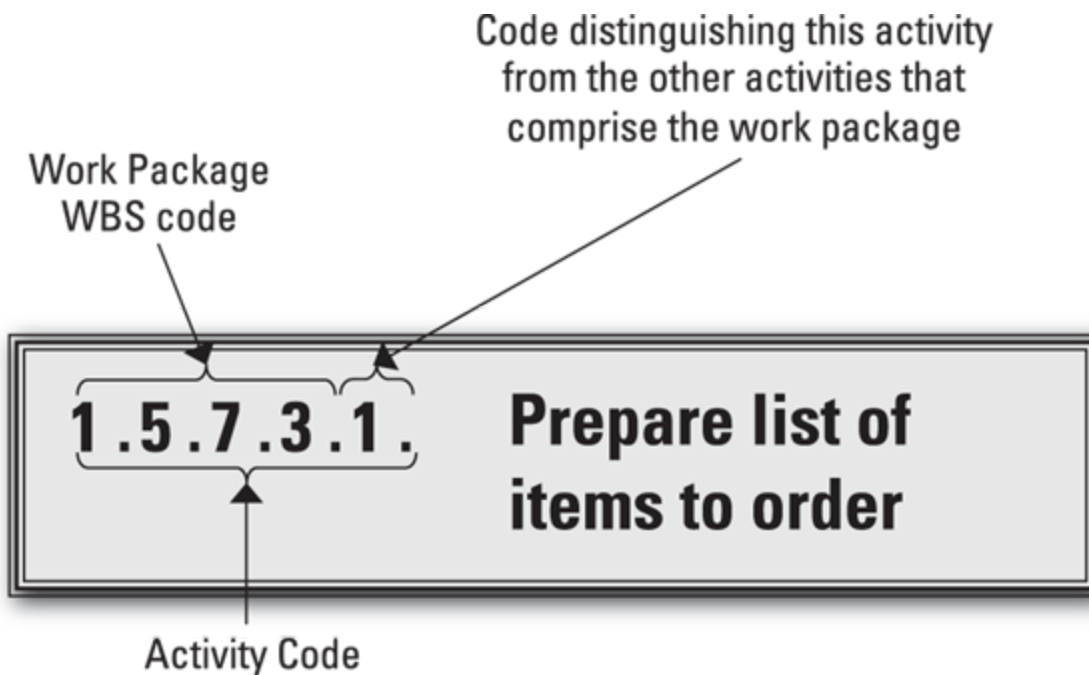 Code distinguishing this activity
from the other activities that
comprise the work package
Work Package
WBS code
1.5.7.3.1.
Prepare list of
items to order
Activity Code